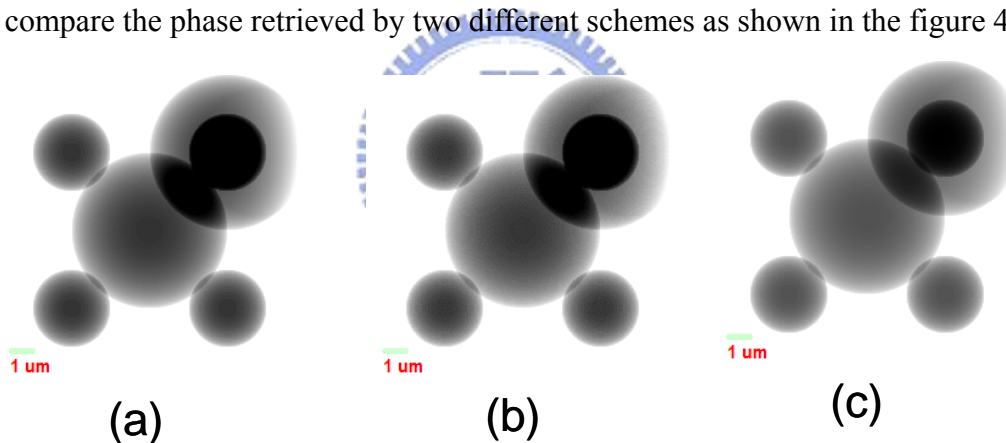 compare the phase retrieved by two different schemes as shown in the figure 4
1 um
1 um
1 um
(a)
(b)
(c)